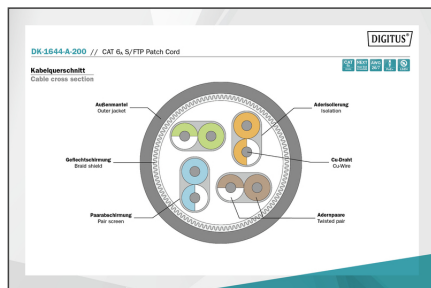 DIGITUS®
DK-1644-A-200 // CAT 6A S/FTP Patch Cord
Kabelquerschnitt
Cable cross section
Außenmantel
Outer jacket
Aderisolierung
Isolation
Geflechtschirmung
Braid shield
Cu-Draht
Cu-Wire
Paarabschirmung
Pair screen
Adernpaare
Twisted pair